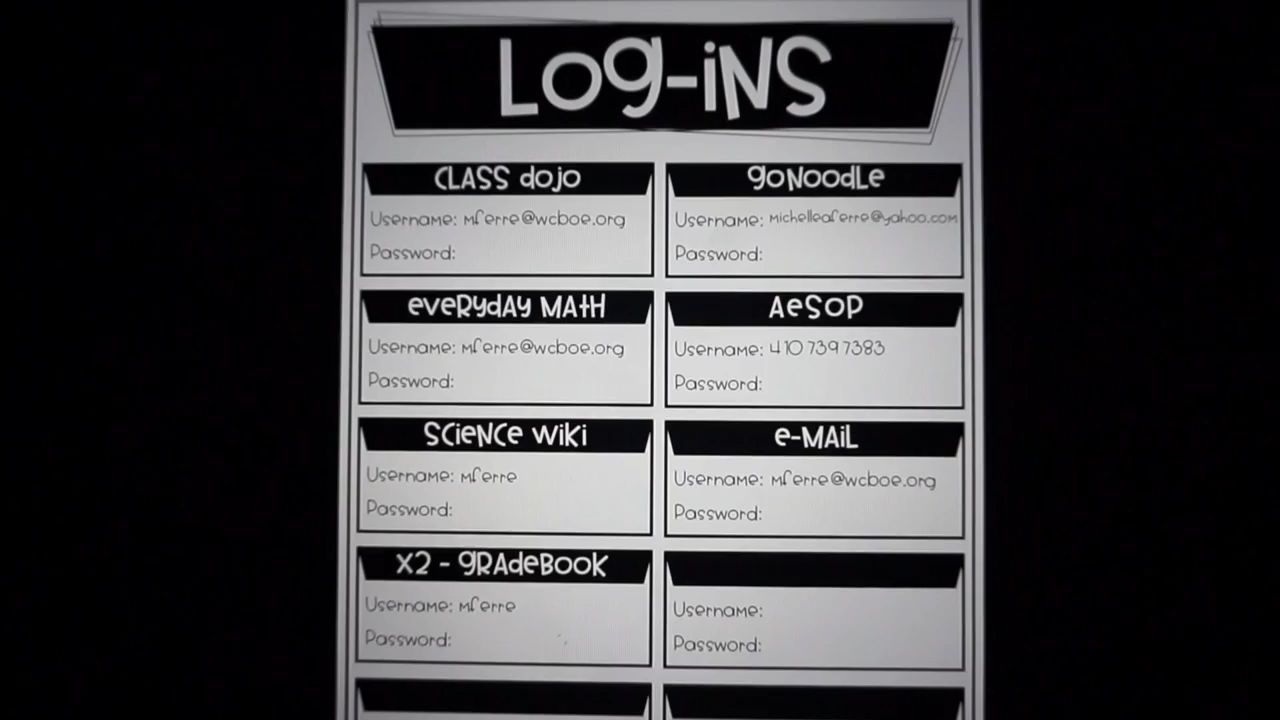 LOG-INS
CLASS dOJO
Username: mferre@wcboe.org
Password:
goNoodLe
Username: michelleaferre@yahoo.com
Password:
eveRydAy MAtH
Username: mferre@wcboe.org
Password:
AeSOP
Username: 410 739 7383
Password:
SCieNCe Wiki
Username: mferre
Password:
e-MAiL
Username: mferre@wcboe.org
Password:
X2 - gRAdeBOOK
Username: mferre
Password:
Username:
Password: